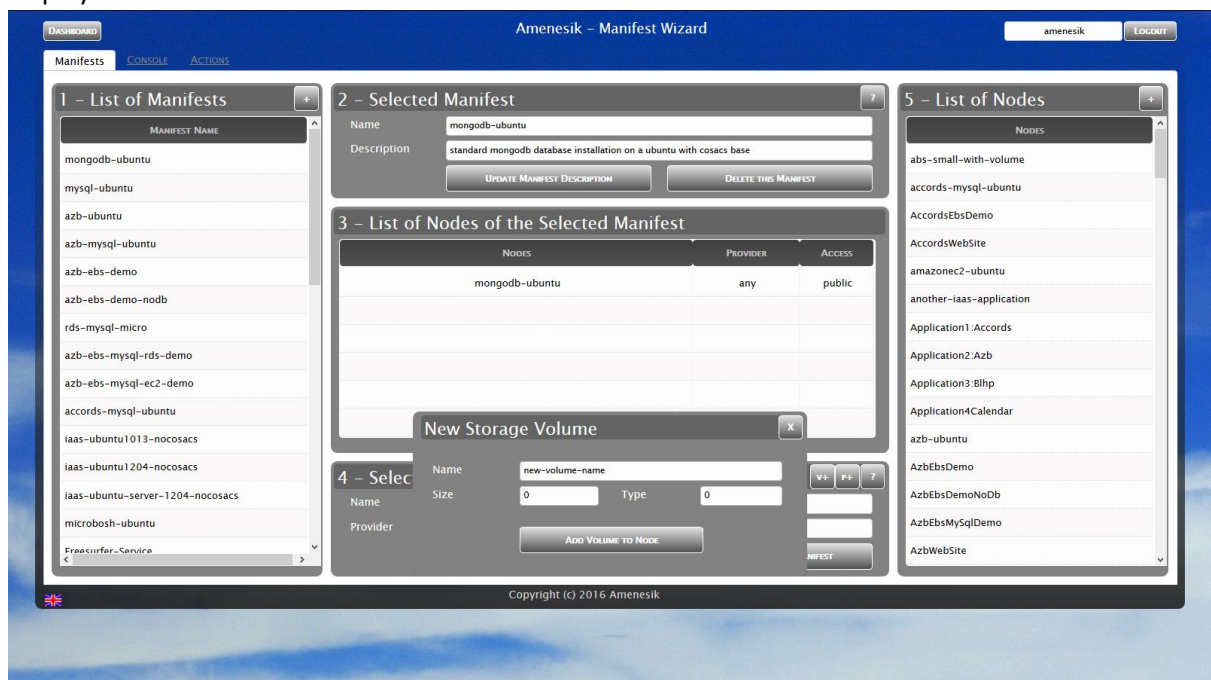 DASHBOARD
Amenesik – Manifest Wizard
amenesik
LOGOUT
Manifests
CONSOLE
ACTIONS
1 – List of Manifests
+
MANIFEST NAME
mongodb-ubuntu
mysql-ubuntu
azb-ubuntu
azb-mysql-ubuntu
azb-ebs-demo
azb-ebs-demo-nodb
rds-mysql-micro
azb-ebs-mysql-rds-demo
azb-ebs-mysql-ec2-demo
accords-mysql-ubuntu
iaas-ubuntu1013-nocosacs
iaas-ubuntu1204-nocosacs
iaas-ubuntu-server-1204-nocosacs
microbosh-ubuntu
Freesurfer-Service
2 – Selected Manifest
?
Name
mongodb-ubuntu
Description
standard mongodb database installation on a ubuntu with cosacs base
UPDATE MANIFEST DESCRIPTION
DELETE THIS MANIFEST
3 – List of Nodes of the Selected Manifest
NODES PROVIDER ACCESS
mongodb-ubuntu any public
New Storage Volume
X
Name
new-volume-name
Size
0
Type
0
ADD VOLUME TO NODE
4 – Selec
V+
P+
?
Name
Provider
NIFEST
5 – List of Nodes
+
NODES
abs-small-with-volume
accords-mysql-ubuntu
AccordsEbsDemo
AccordsWebSite
amazonec2-ubuntu
another-iaas-application
Application1:Accords
Application2:Azb
Application3:Blhp
Application4Calendar
azb-ubuntu
AzbEbsDemo
AzbEbsDemoNoDb
AzbEbsMySqlDemo
AzbWebSite
Copyright (c) 2016 Amenesik